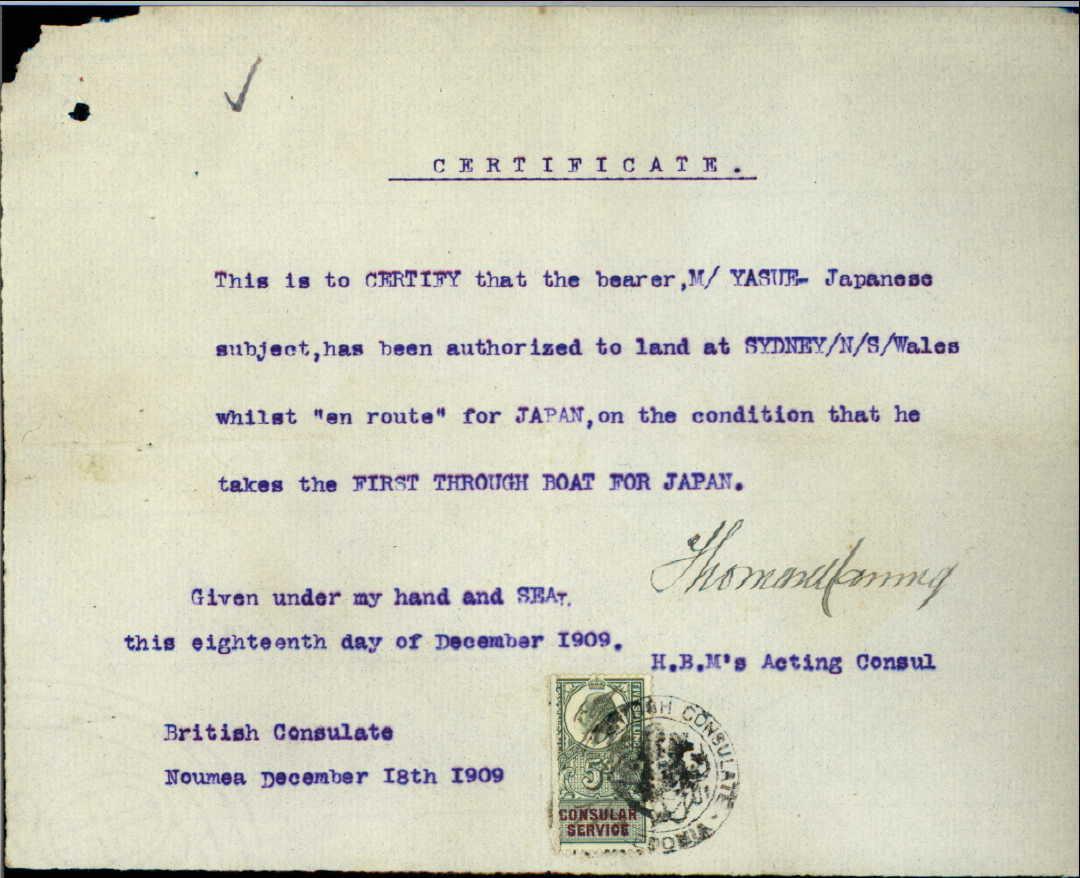 CERTIFICATE.
This is to CERTIFY that the bearer,M/ YASUE- Japanese
subject,has been authorized to land at SYDNEY/N/S/Wales
whilst "en route" for JAPAN,on the condition that he
takes the FIRST THROUGH BOAT FOR JAPAN.
Given under my hand and SEAL
this eighteenth day of December 1909.
H.B.M's Acting Consul
British Consulate
Noumea December 18th 1909
5
CONSULAR
SERVICE
CONSULATE